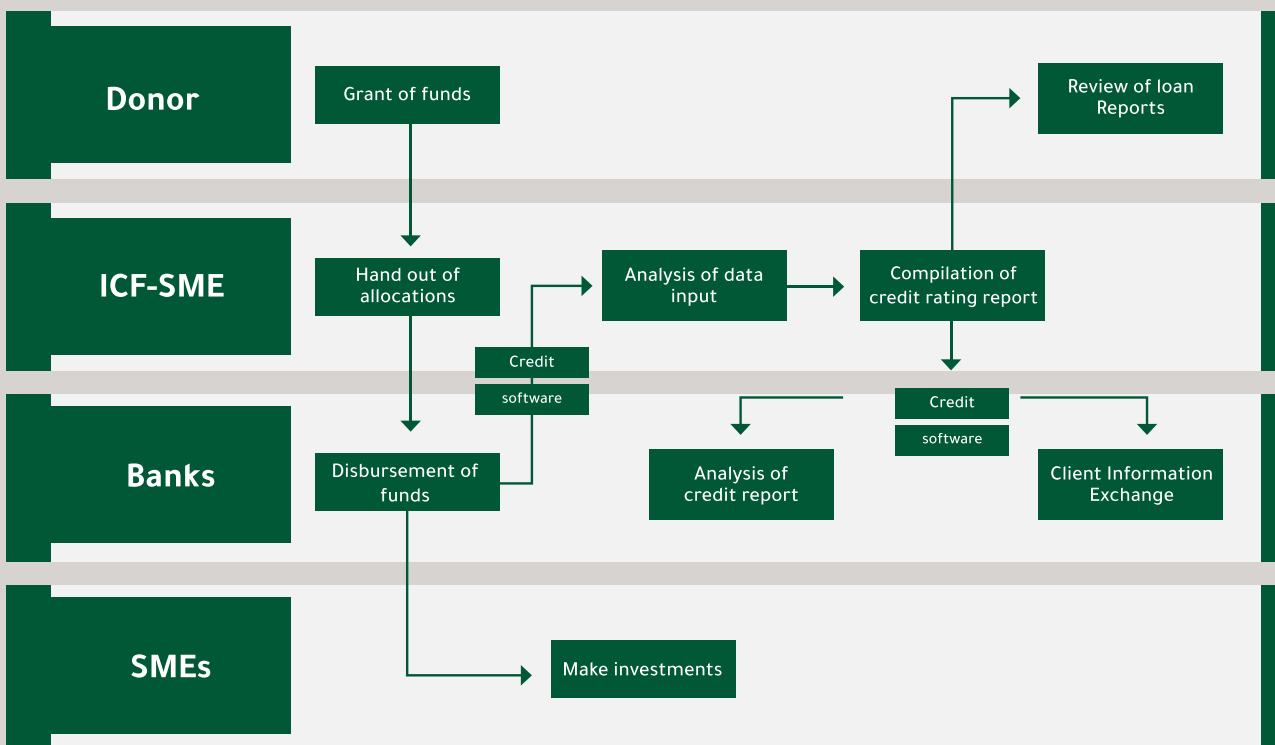 Donor
Grant of funds
Review of loan
Reports
ICF-SME
Hand out of
allocations
Analysis of data
input
Compilation of
credit rating report
Credit
software
Banks
Disbursement of
funds
Analysis of
credit report
Credit
software
Client Information
Exchange
SMEs
Make investments